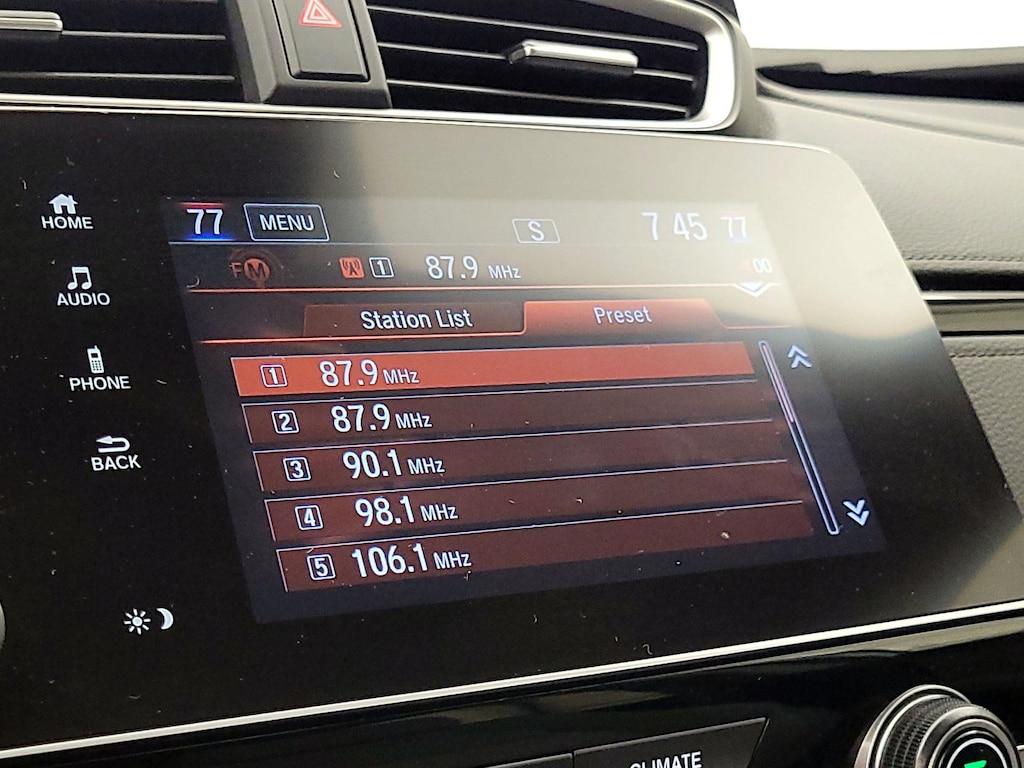 HOME
AUDIO
PHONE
BACK
77 MENU S 7 45 77
FM 1 87.9 MHz 00
Station List Preset
1 87.9 MHz
2 87.9 MHz
3 90.1 MHz
4 98.1 MHz
5 106.1 MHz
CLIMATE